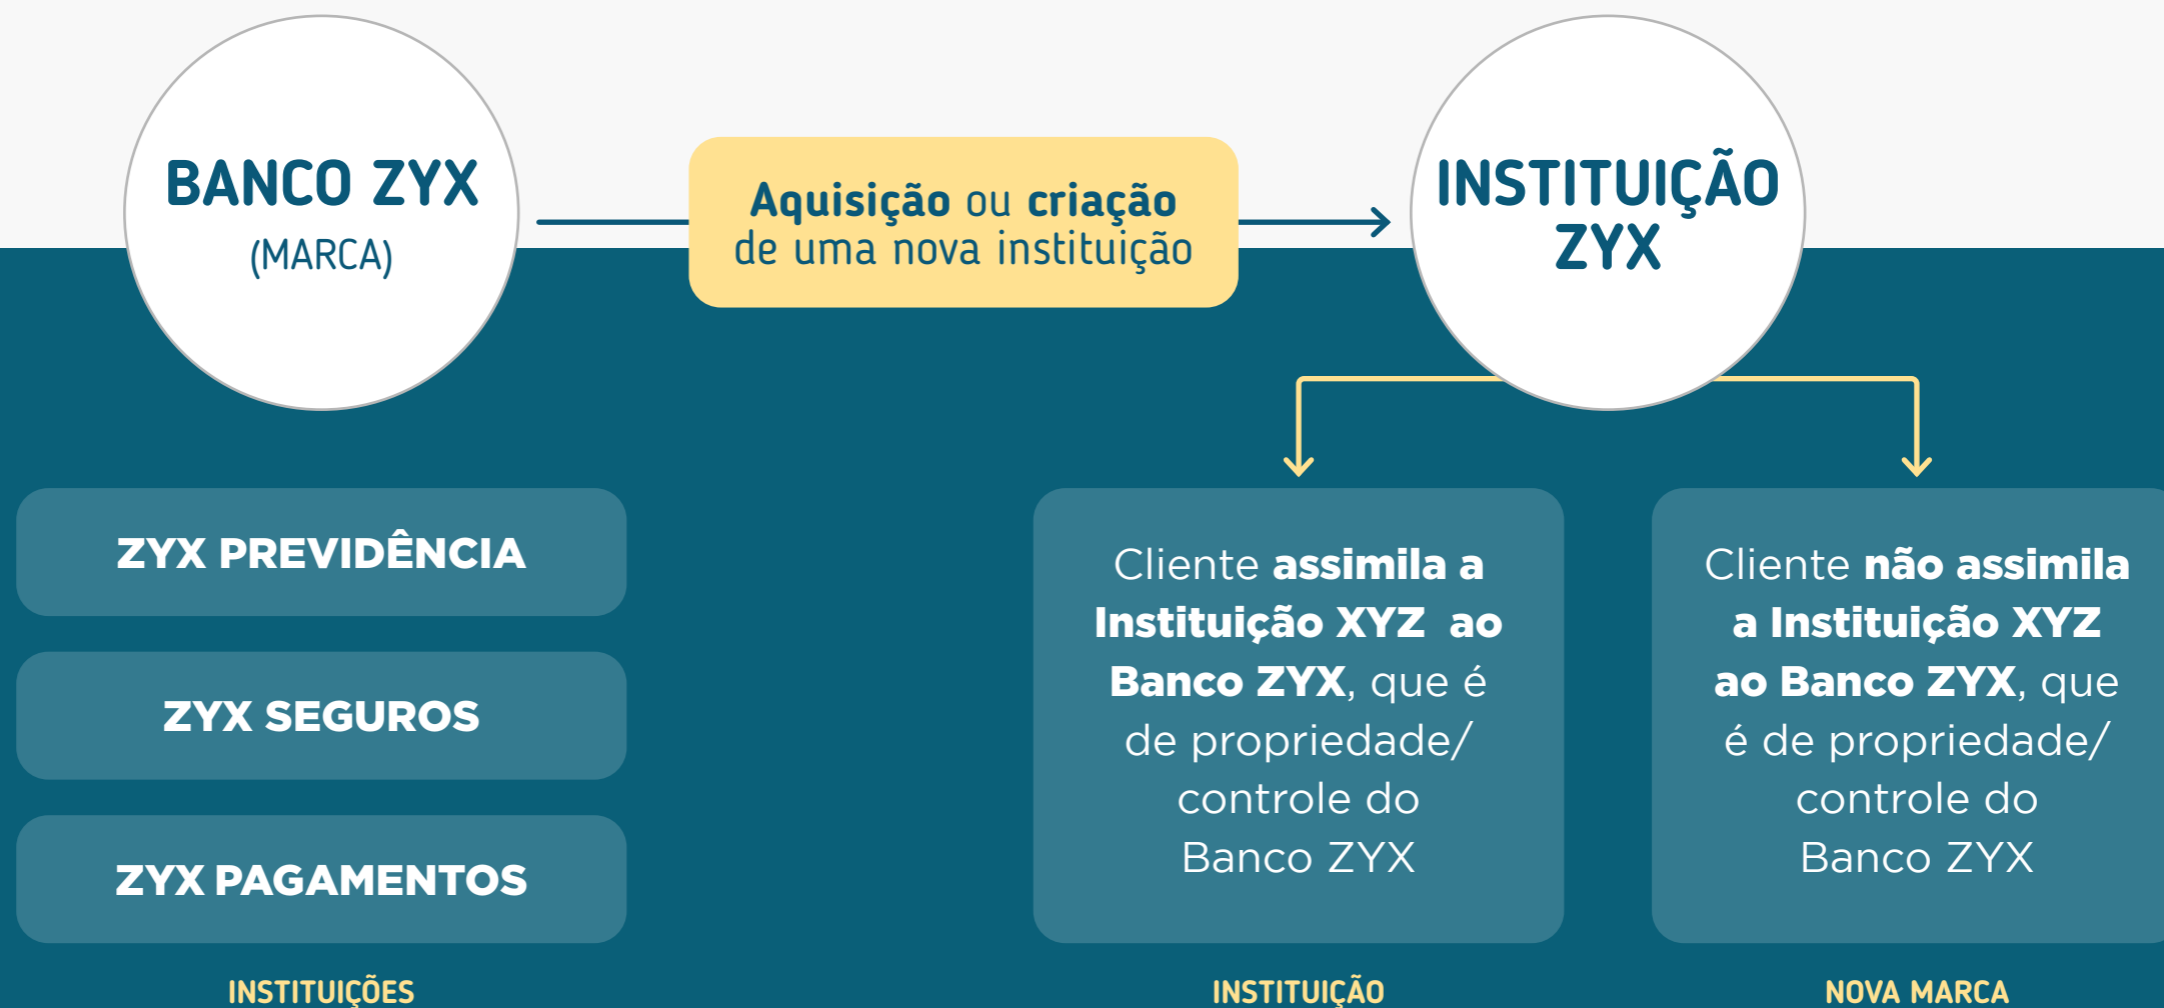 BANCO ZYX
(MARCA)
Aquisição ou criação
de uma nova instituição
INSTITUIÇÃO
ZYX
ZYX PREVIDÊNCIA
ZYX SEGUROS
ZYX PAGAMENTOS
INSTITUIÇÕES
Cliente assimila a
Instituição XYZ ao
Banco ZYX, que é
de propriedade/
controle do
Banco ZYX
INSTITUIÇÃO
Cliente não assimila
a Instituição XYZ
ao Banco ZYX, que
é de propriedade/
controle do
Banco ZYX
NOVA MARCA